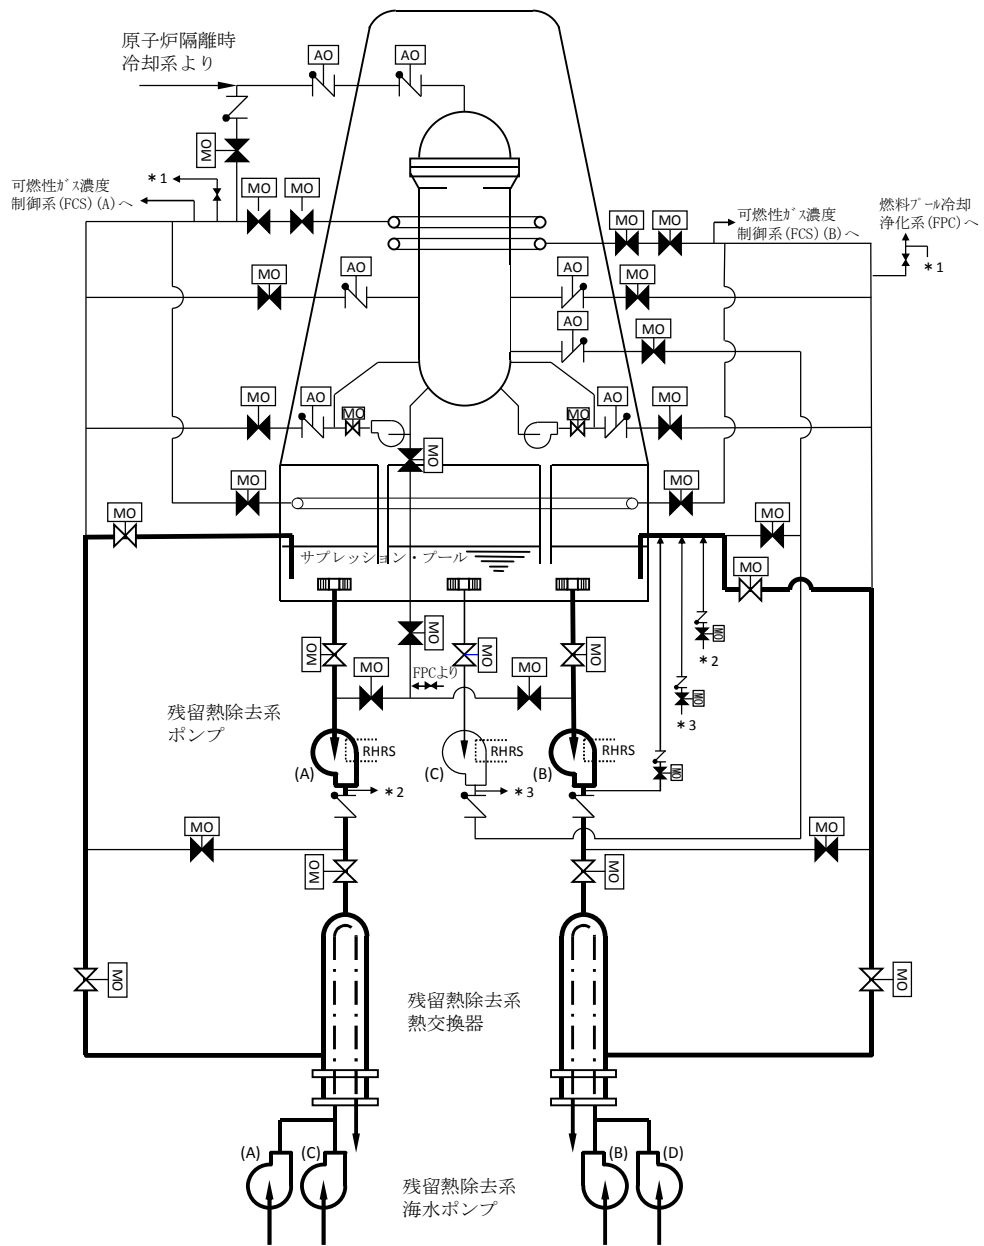 原子炉隔離時
冷却系より
AO
AO
MO
可燃性ｶﾞｽ濃度
制御系(FCS)(A)へ
＊1
MO
MO
MO
MO
可燃性ｶﾞｽ濃度
制御系(FCS)(B)へ
燃料ﾌﾟｰﾙ冷却
浄化系(FPC)へ
＊1
MO
AO
AO
MO
AO
MO
MO
AO
MO
MO
AO
MO
MO
MO
MO
MO
MO
サプレッション・プール
MO
MO
MO
MO
MO
MO
MO
＊2
MO
FPCより
MO
MO
＊3
残留熱除去系
ポンプ
(A)
RHRS
(C)
RHRS
(B)
RHRS
MO
＊2
＊3
MO
MO
MO
MO
MO
MO
残留熱除去系
熱交換器
(A)
(C)
(B)
(D)
残留熱除去系
海水ポンプ